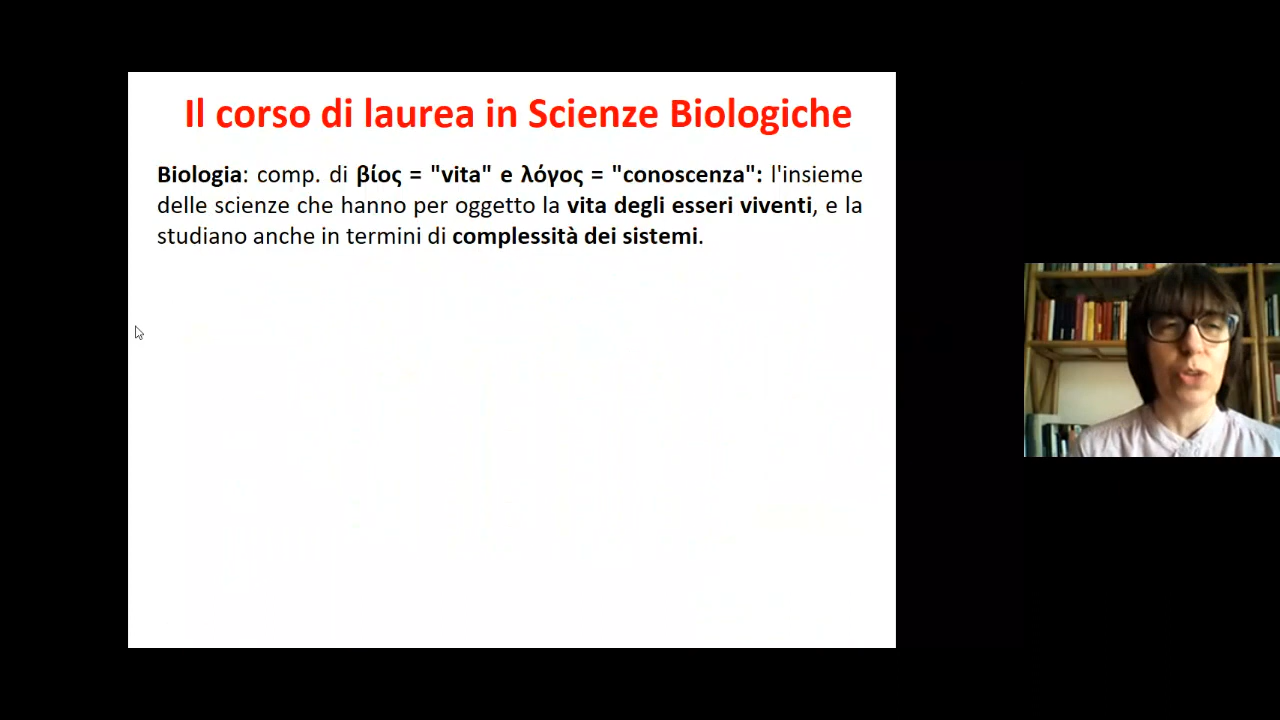 Il corso di laurea in Scienze Biologiche
Biologia: comp. di βίος = "vita" e λόγος = "conoscenza": l'insieme
delle scienze che hanno per oggetto la vita degli esseri viventi, e la
studiano anche in termini di complessità dei sistemi.